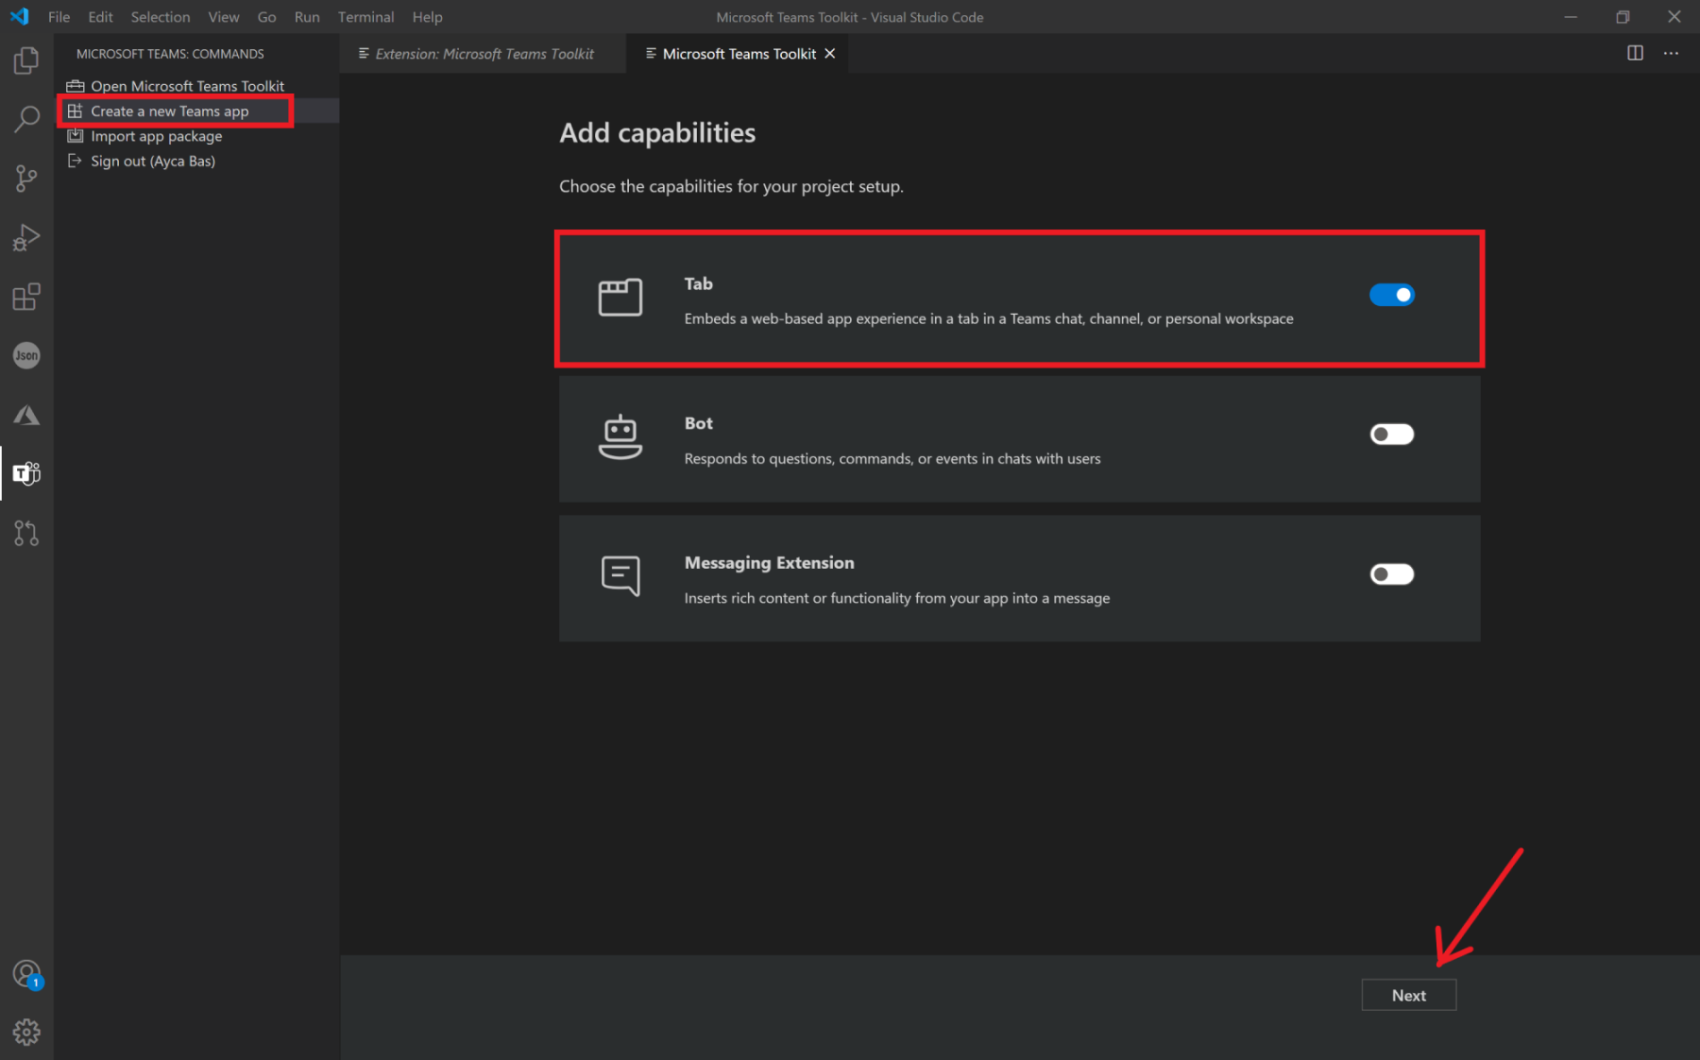 File Edit Selection View Go Run Terminal Help
Microsoft Teams Toolkit - Visual Studio Code
MICROSOFT TEAMS: COMMANDS
Open Microsoft Teams Toolkit
Create a new Teams app
Import app package
Sign out (Ayca Bas)
Extension: Microsoft Teams Toolkit
Microsoft Teams Toolkit
Add capabilities
Choose the capabilities for your project setup.
Tab
Embeds a web-based app experience in a tab in a Teams chat, channel, or personal workspace
Bot
Responds to questions, commands, or events in chats with users
Messaging Extension
Inserts rich content or functionality from your app into a message
Next
Json
T
1